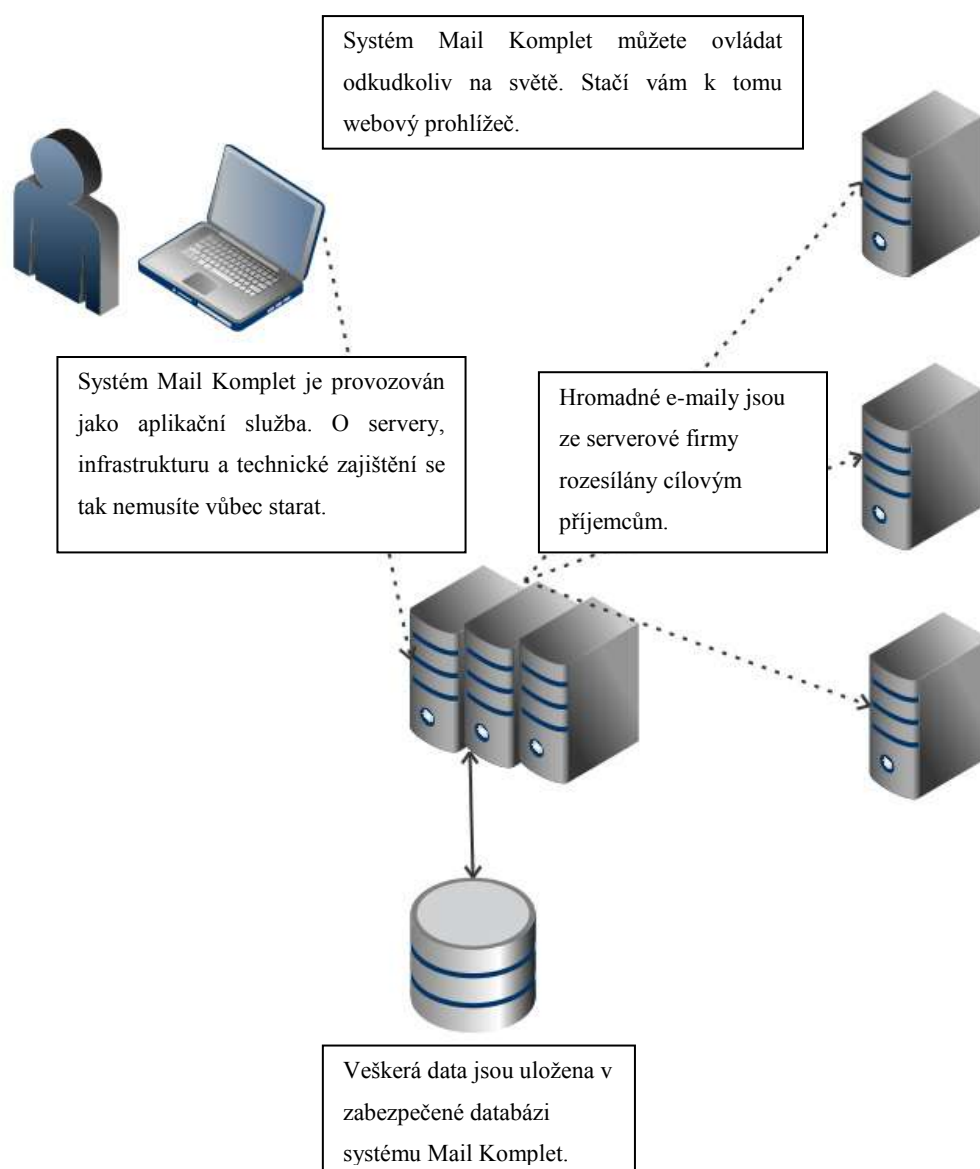 Systém Mail Komplet můžete ovládat
odkudkoliv na světě. Stačí vám k tomu
webový prohlížeč.
Systém Mail Komplet je provozován
jako aplikační služba. O servery,
infrastrukturu a technické zajištění se
tak nemusíte vůbec starat.
Hromadné e-maily jsou
ze serverové firmy
rozesílány cílovým
příjemcům.
Veškerá data jsou uložena v
zabezpečené databázi
systému Mail Komplet.